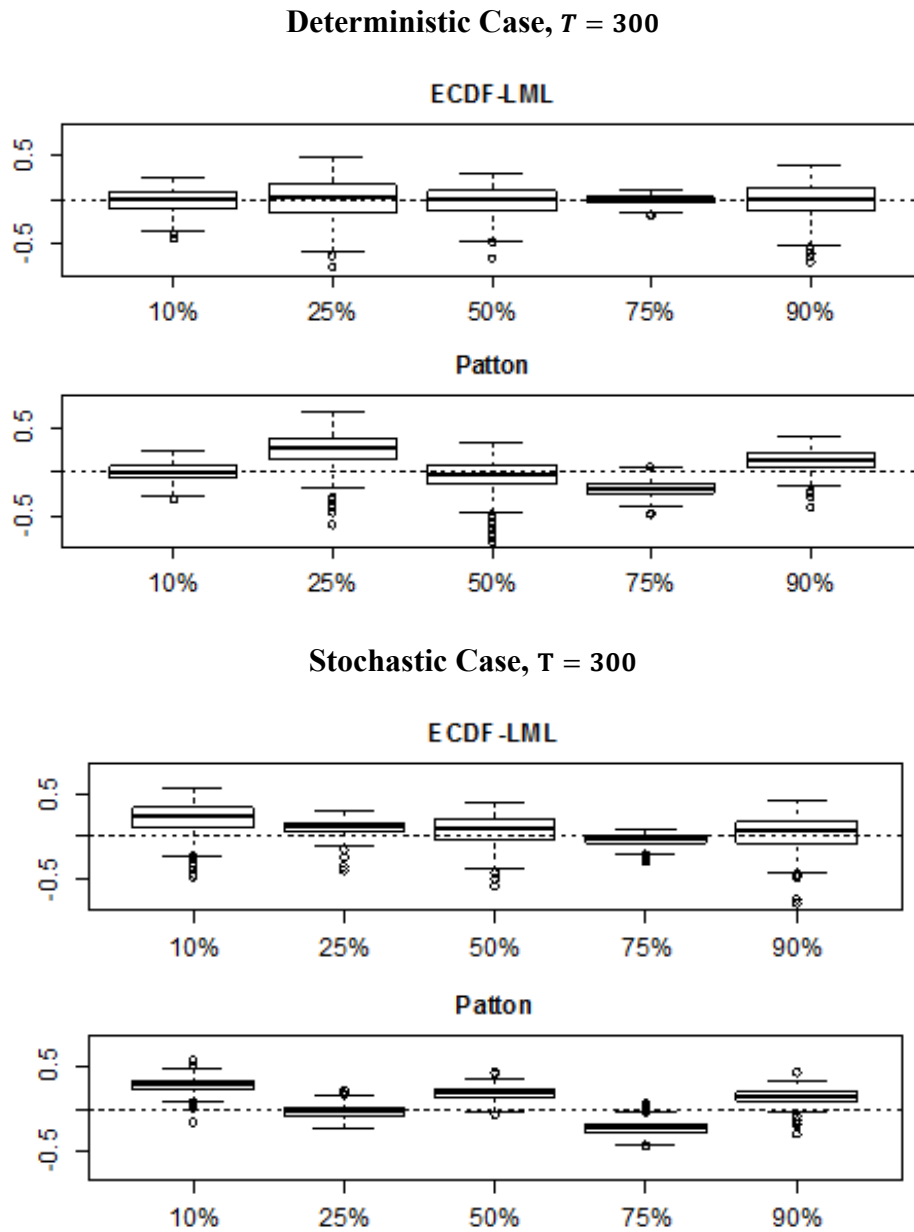 Deterministic Case, T = 300
ECDF-LML
0.5
-0.5
10% 25% 50% 75% 90%
Patton
0.5
-0.5
10% 25% 50% 75% 90%
Stochastic Case, T = 300
ECDF-LML
0.5
-0.5
10% 25% 50% 75% 90%
Patton
0.5
-0.5
10% 25% 50% 75% 90%